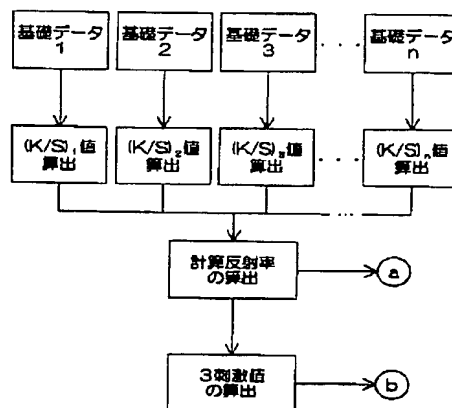 基礎データ
1
基礎データ
2
基礎データ
3
基礎データ
n
(K/S)₁値
算出
(K/S)₂値
算出
(K/S)₃値
算出
(K/S)ₙ値
算出
計算反射率
の算出
a
3刺激値
の算出
b